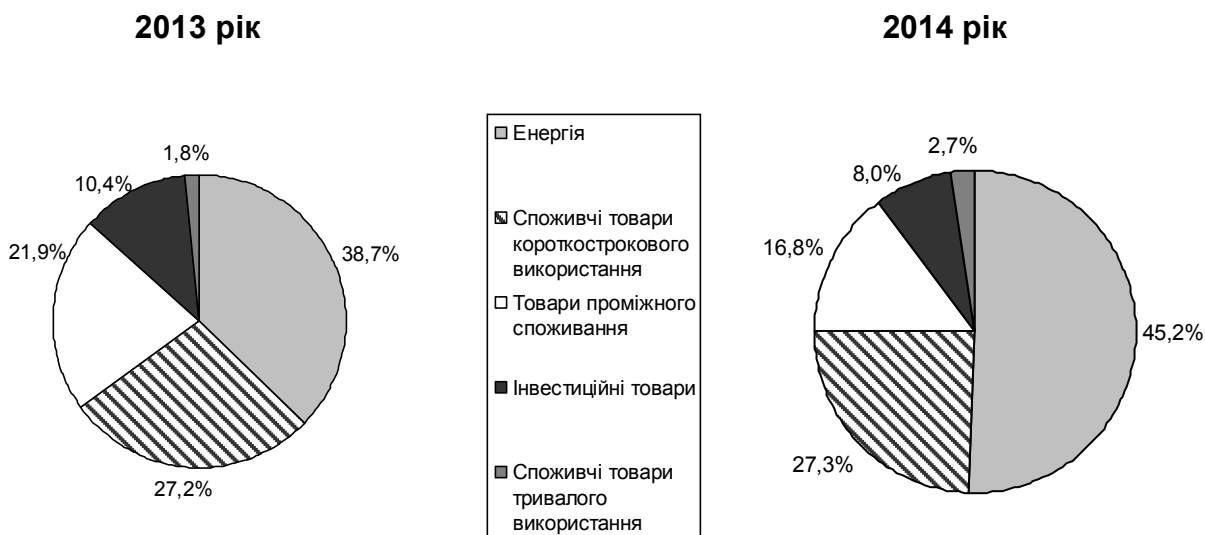 2013 рік
2014 рік
1,8%
10,4%
21,9%
38,7%
27,2%
Енергія
Споживчі товари
короткострокового
використання
Товари проміжного
споживання
Інвестиційні товари
Споживчі товари
тривалого
використання
2,7%
8,0%
16,8%
45,2%
27,3%